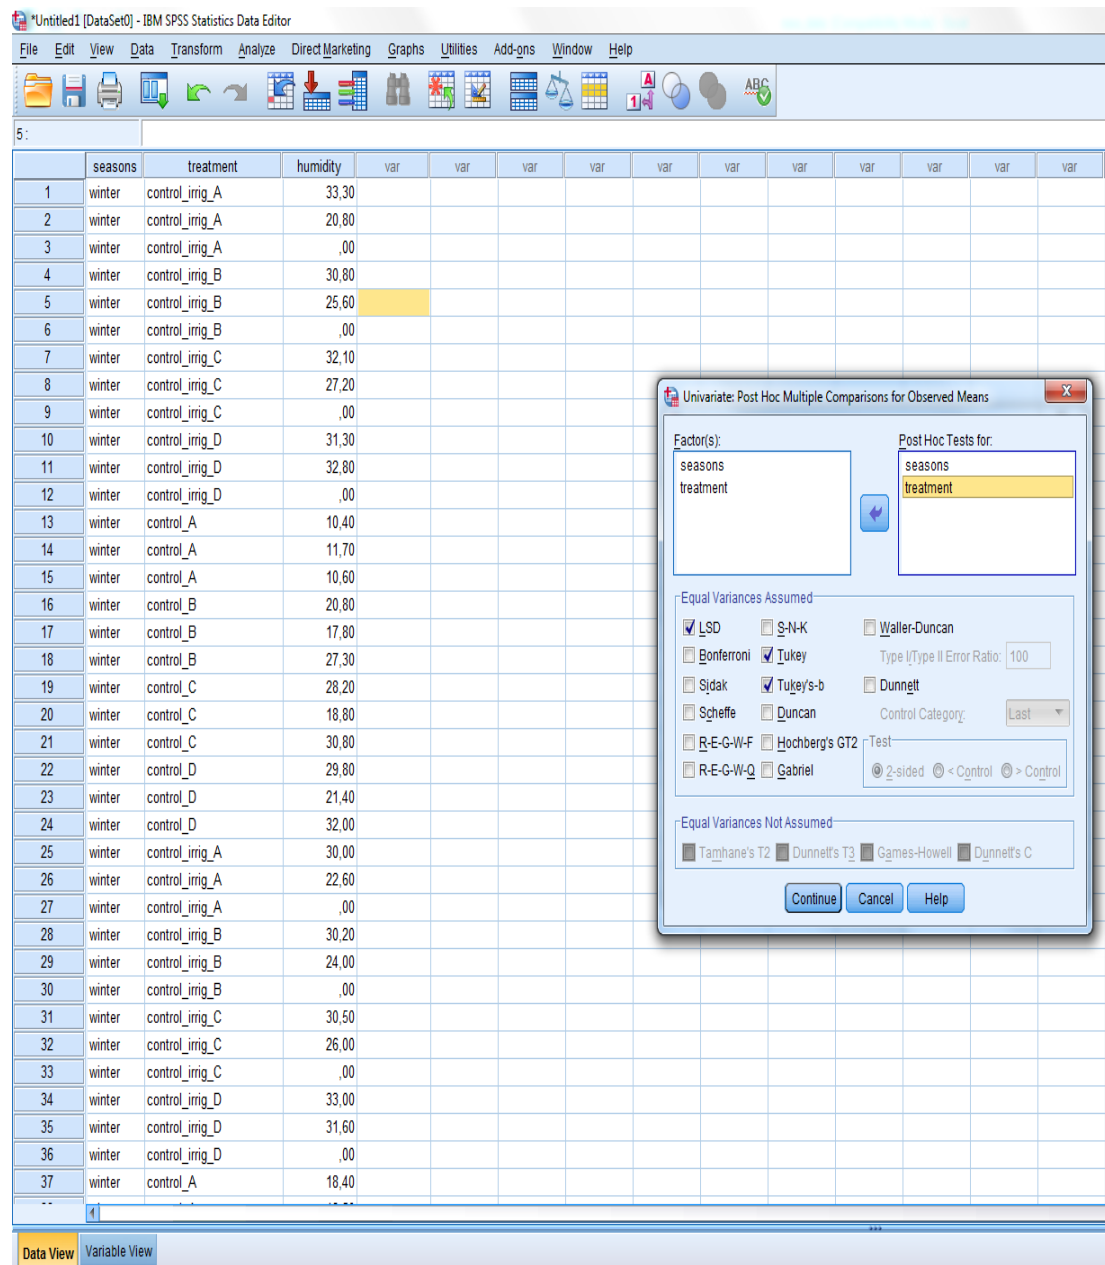 *Untitled1 [DataSet0] - IBM SPSS Statistics Data Editor
File Edit View Data Transform Analyze Direct Marketing Graphs Utilities Add-ons Window Help
A 1 ABC
5 :
seasons treatment humidity var var var var var var var var var var var
1 winter control_irrig_A 33,30
2 winter control_irrig_A 20,80
3 winter control_irrig_A ,00
4 winter control_irrig_B 30,80
5 winter control_irrig_B 25,60
6 winter control_irrig_B ,00
7 winter control_irrig_C 32,10
8 winter control_irrig_C 27,20
9 winter control_irrig_C ,00
10 winter control_irrig_D 31,30
11 winter control_irrig_D 32,80
12 winter control_irrig_D ,00
13 winter control_A 10,40
14 winter control_A 11,70
15 winter control_A 10,60
16 winter control_B 20,80
17 winter control_B 17,80
18 winter control_B 27,30
19 winter control_C 28,20
20 winter control_C 18,80
21 winter control_C 30,80
22 winter control_D 29,80
23 winter control_D 21,40
24 winter control_D 32,00
25 winter control_irrig_A 30,00
26 winter control_irrig_A 22,60
27 winter control_irrig_A ,00
28 winter control_irrig_B 30,20
29 winter control_irrig_B 24,00
30 winter control_irrig_B ,00
31 winter control_irrig_C 30,50
32 winter control_irrig_C 26,00
33 winter control_irrig_C ,00
34 winter control_irrig_D 33,00
35 winter control_irrig_D 31,60
36 winter control_irrig_D ,00
37 winter control_A 18,40
Data View Variable View
Univariate: Post Hoc Multiple Comparisons for Observed Means
X
Factor(s): Post Hoc Tests for:
seasons seasons
treatment treatment
Equal Variances Assumed
LSD S-N-K Waller-Duncan
Bonferroni Tukey Type I/Type II Error Ratio: 100
Sidak Tukey's-b Dunnett
Scheffe Duncan Control Category: Last
R-E-G-W-F Hochberg's GT2 Test
R-E-G-W-Q Gabriel 2-sided < Control > Control
Equal Variances Not Assumed
Tamhane's T2 Dunnett's T3 Games-Howell Dunnett's C
Continue Cancel Help